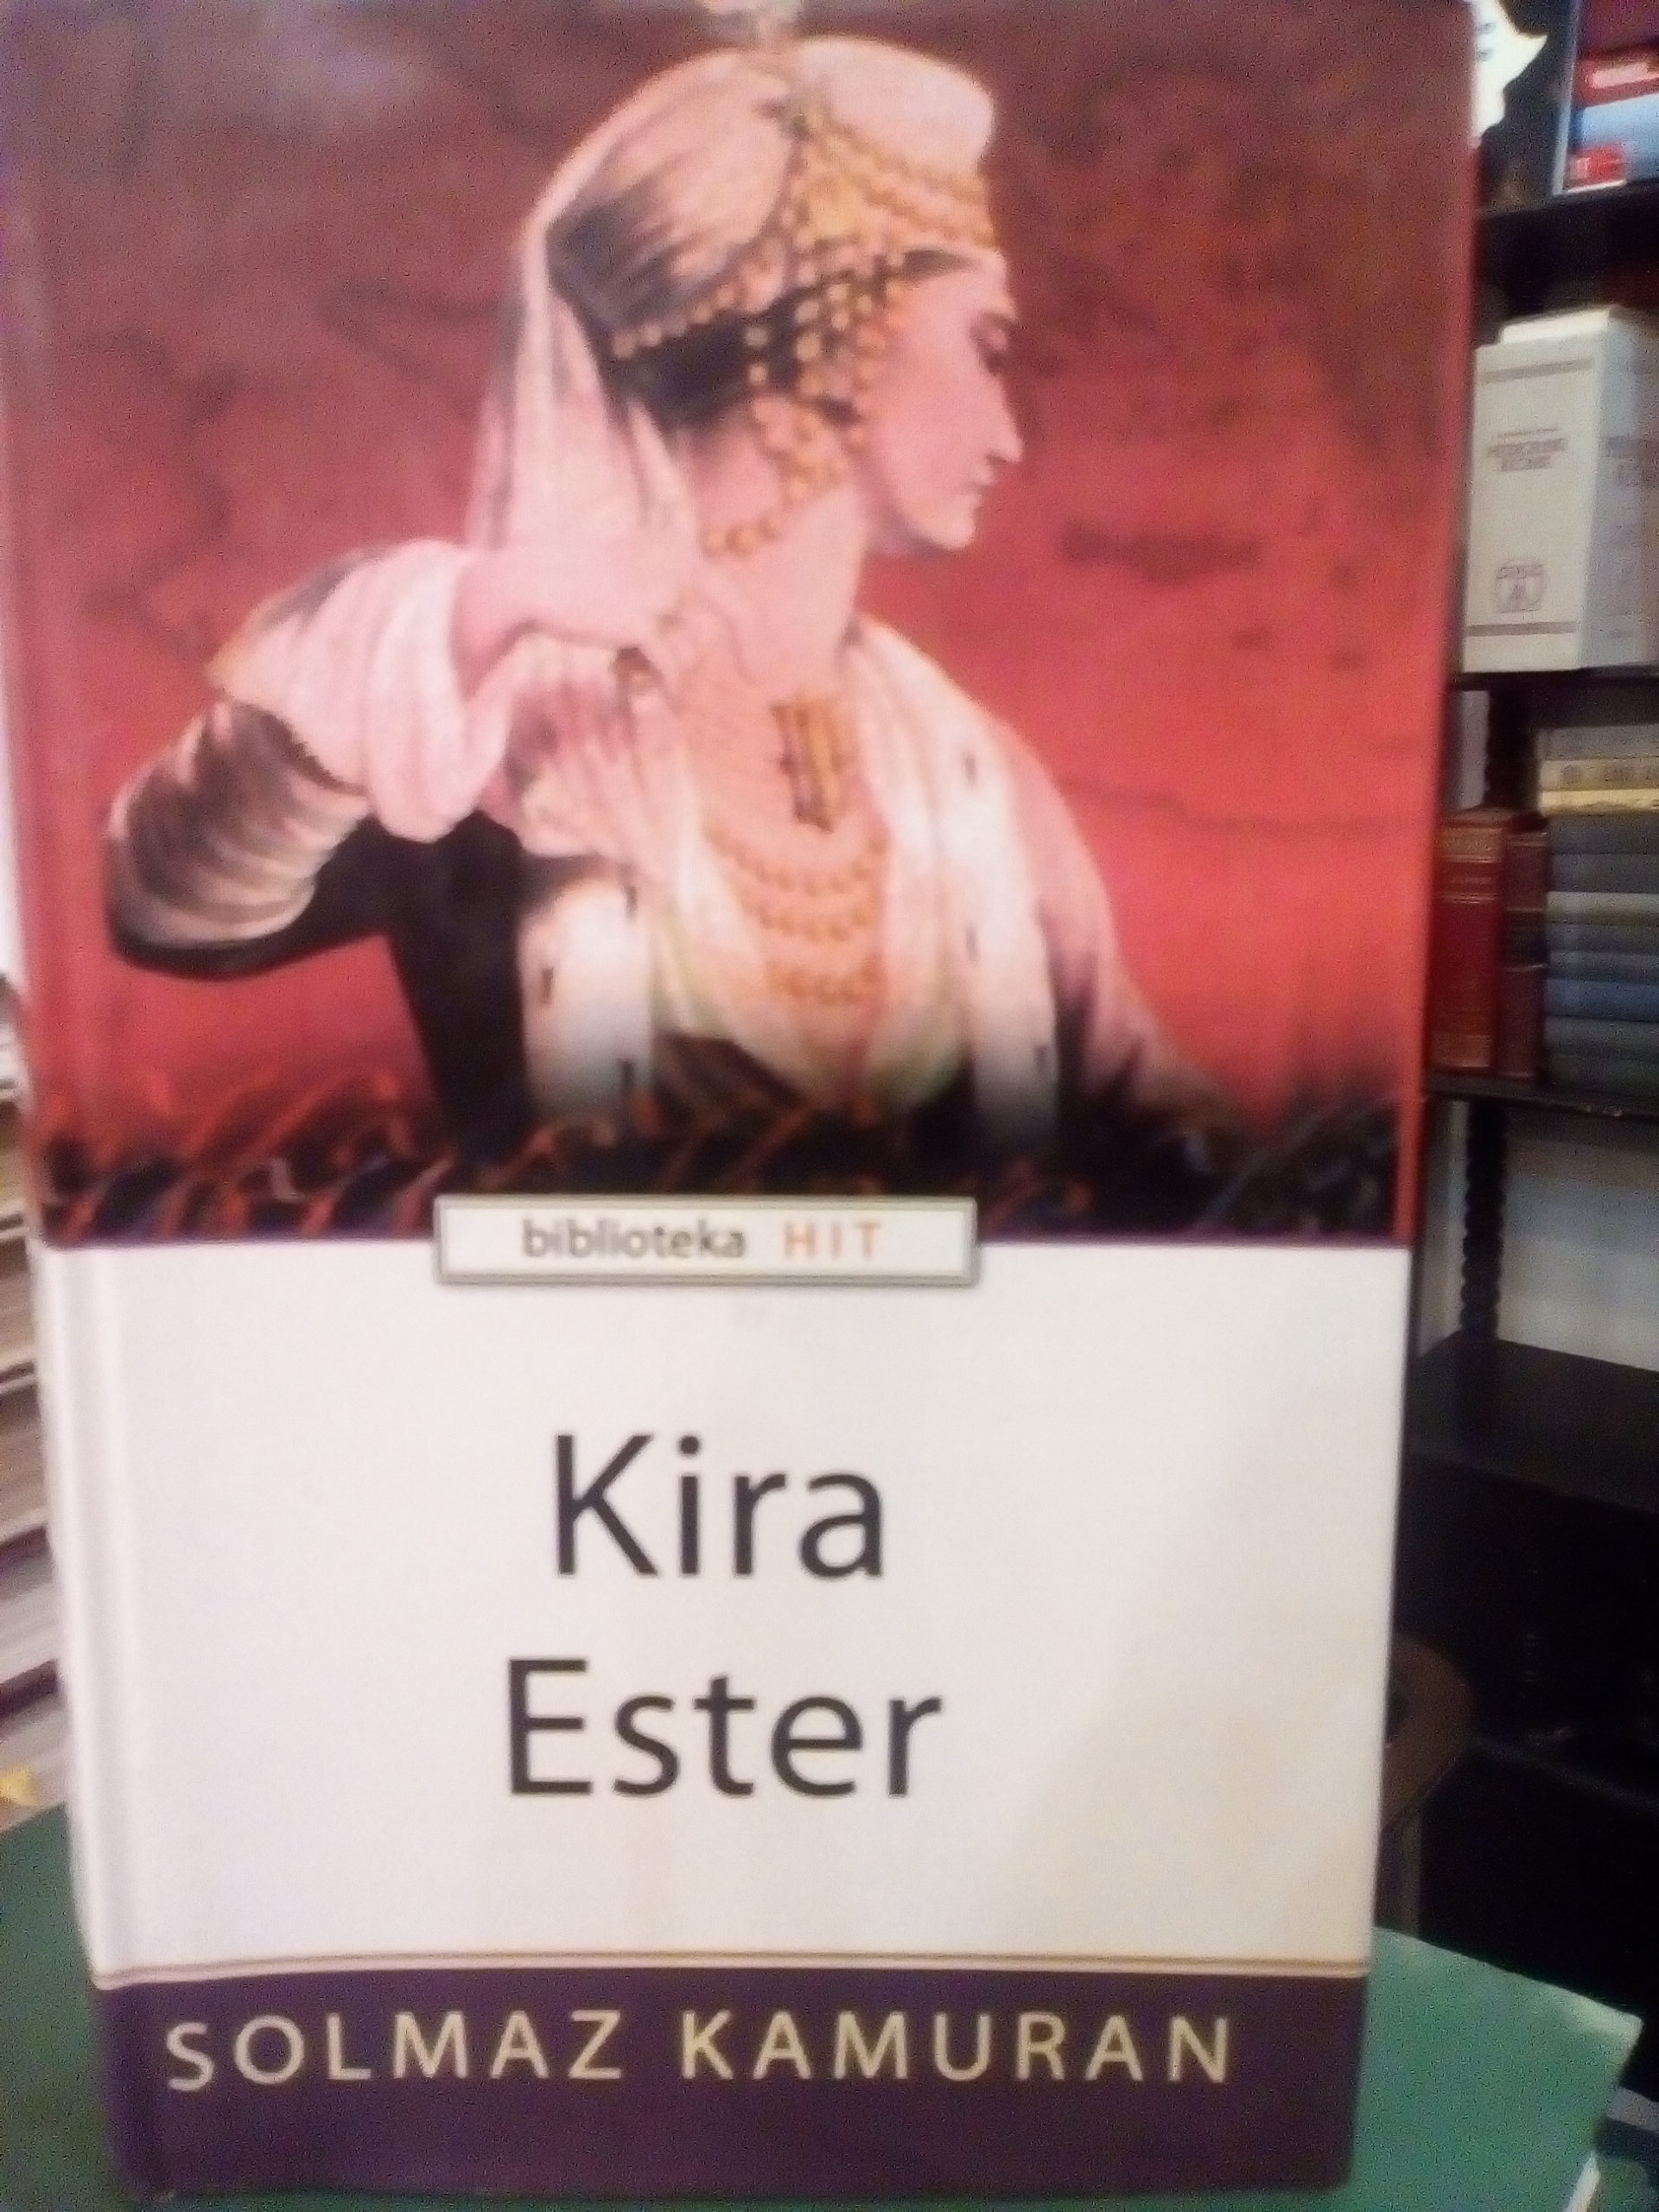 biblioteka HIT
Kira
Ester
SOLMAZ KAMURAN